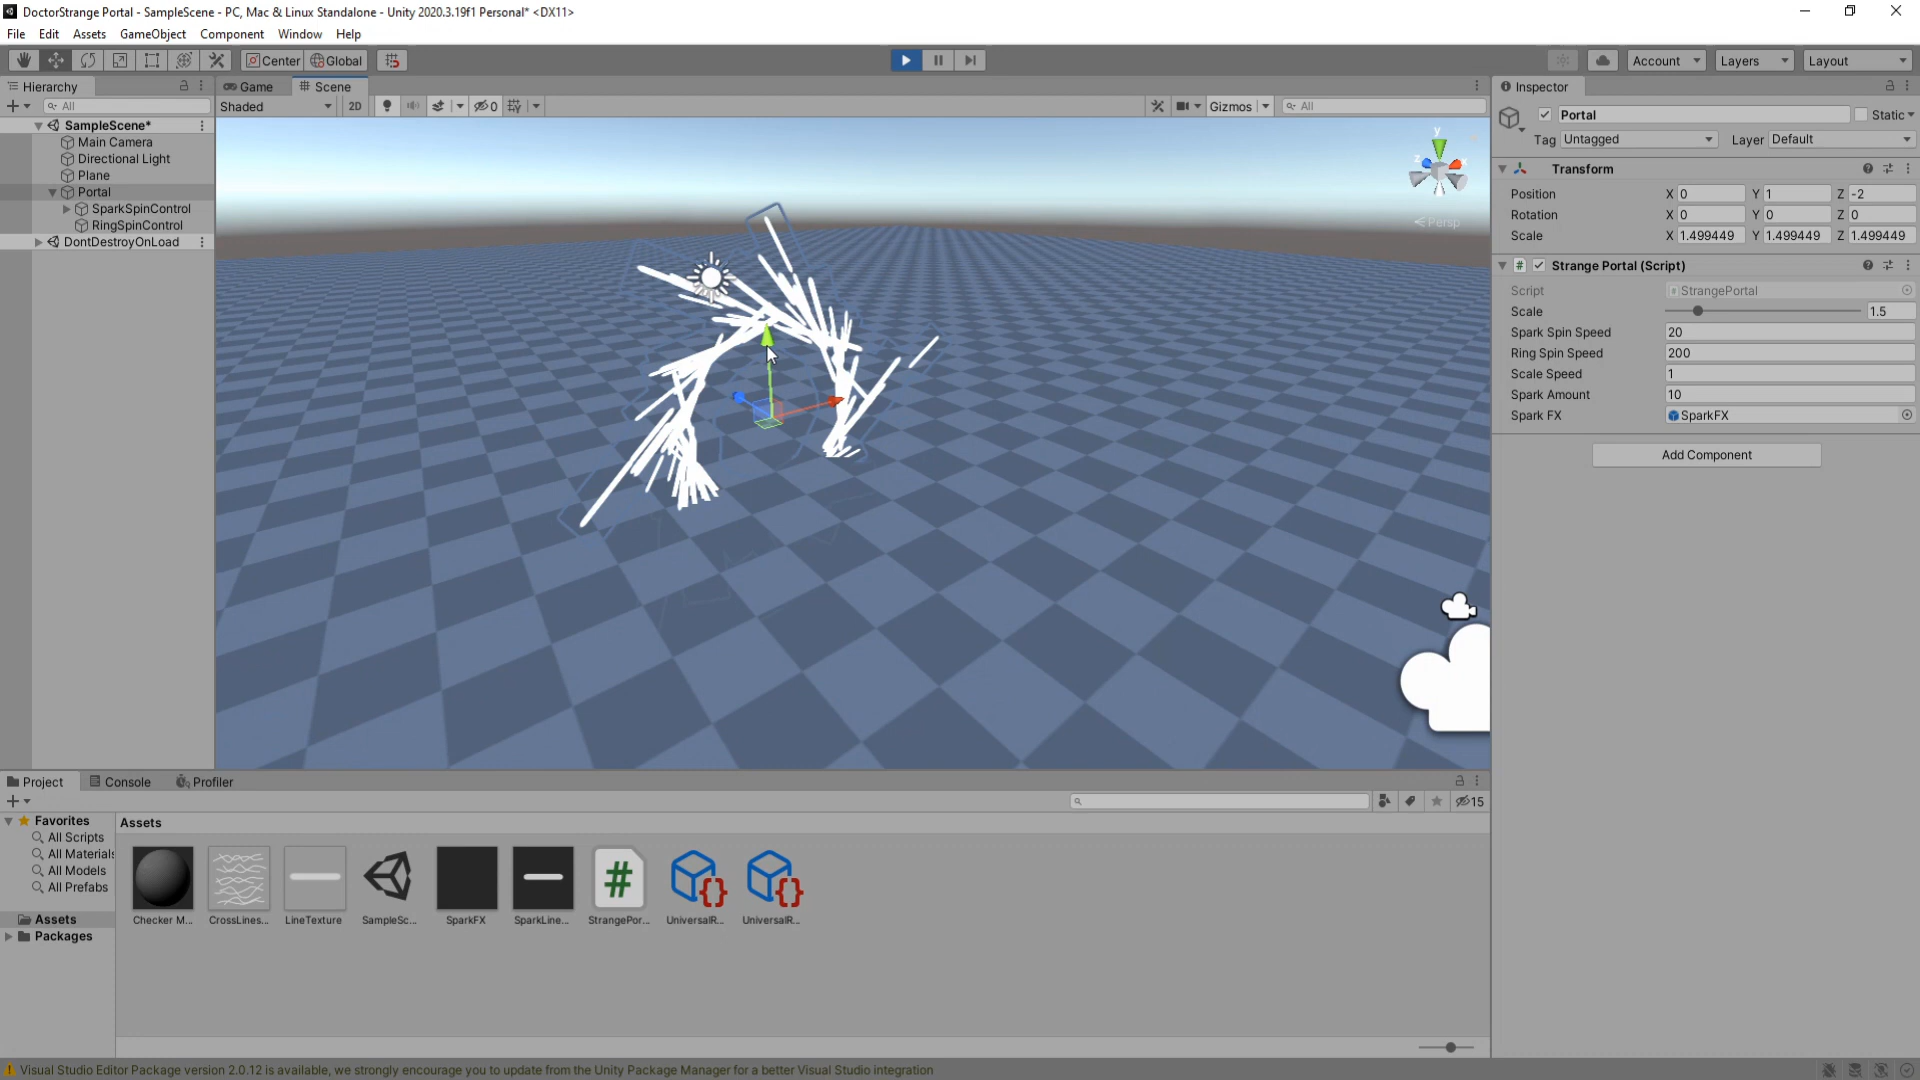 DoctorStrange Portal - SampleScene - PC, Mac & Linux Standalone - Unity 2020.3.19f1 Personal* <DX11>
File Edit Assets GameObject Component Window Help
Center Global
Account Layers Layout
Hierarchy
All
SampleScene*
Main Camera
Directional Light
Plane
Portal
SparkSpinControl
RingSpinControl
DontDestroyOnLoad
Game Scene
Shaded 2D 0 Gizmos All
y
z x
Persp
Inspector
Portal Static
Tag Untagged Layer Default
Transform
Position X 0 Y 1 Z -2
Rotation X 0 Y 0 Z 0
Scale X 1.499449 Y 1.499449 Z 1.499449
# Strange Portal (Script)
Script # StrangePortal
Scale 1.5
Spark Spin Speed 20
Ring Spin Speed 200
Scale Speed 1
Spark Amount 10
Spark FX SparkFX
Add Component
Project Console Profiler
15
Favorites
All Scripts
All Materials
All Models
All Prefabs
Assets
Packages
Assets
#
Checker M... CrossLines... LineTexture SampleSc... SparkFX SparkLine... StrangePor... UniversalR... UniversalR...
Visual Studio Editor Package version 2.0.12 is available, we strongly encourage you to update from the Unity Package Manager for a better Visual Studio integration